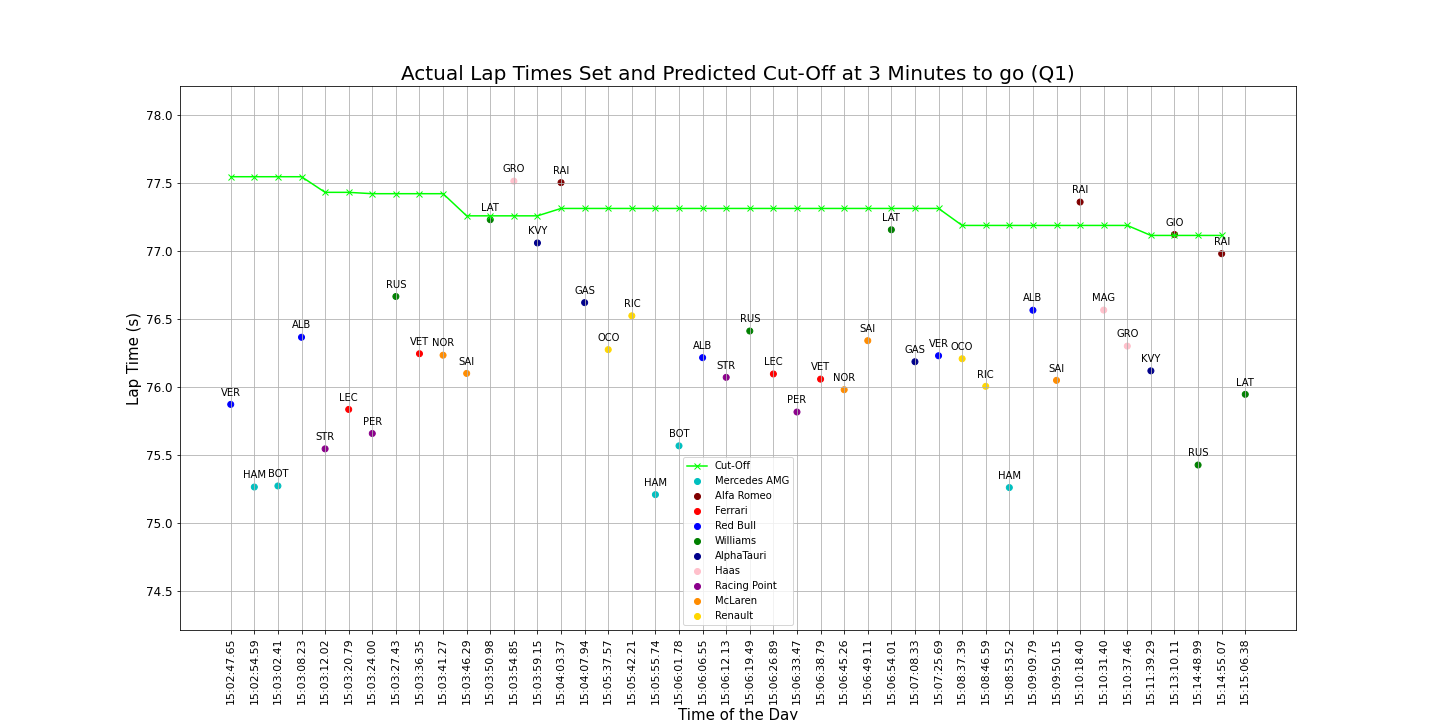 Actual Lap Times Set and Predicted Cut-Off at 3 Minutes to go (Q1)
Lap Time (s)
78.0
77.5
77.0
76.5
76.0
75.5
75.0
74.5
VER
HAM
BOT
ALB
STR
LEC
PER
RUS
VET
NOR
SAI
LAT
GRO
KVY
RAI
GAS
OCO
RIC
HAM
BOT
ALB
STR
RUS
LEC
PER
VET
NOR
SAI
LAT
GAS
VER
OCO
RIC
HAM
ALB
SAI
RAI
MAG
GRO
KVY
GIO
RUS
RAI
LAT
Cut-Off
Mercedes AMG
Alfa Romeo
Ferrari
Red Bull
Williams
AlphaTauri
Haas
Racing Point
McLaren
Renault
15:02:47.65
15:02:54.59
15:03:02.41
15:03:08.23
15:03:12.02
15:03:20.79
15:03:24.00
15:03:27.43
15:03:36.35
15:03:41.27
15:03:46.29
15:03:50.98
15:03:54.85
15:03:59.15
15:04:03.37
15:04:07.94
15:05:37.57
15:05:42.21
15:05:55.74
15:06:01.78
15:06:06.55
15:06:12.13
15:06:19.49
15:06:26.89
15:06:33.47
15:06:38.79
15:06:45.26
15:06:49.11
15:06:54.01
15:07:08.33
15:07:25.69
15:08:37.39
15:08:46.59
15:08:53.52
15:09:09.79
15:09:50.15
15:10:18.40
15:10:31.40
15:10:37.46
15:11:39.29
15:13:10.11
15:14:48.99
15:14:55.07
15:15:06.38
Time of the Day